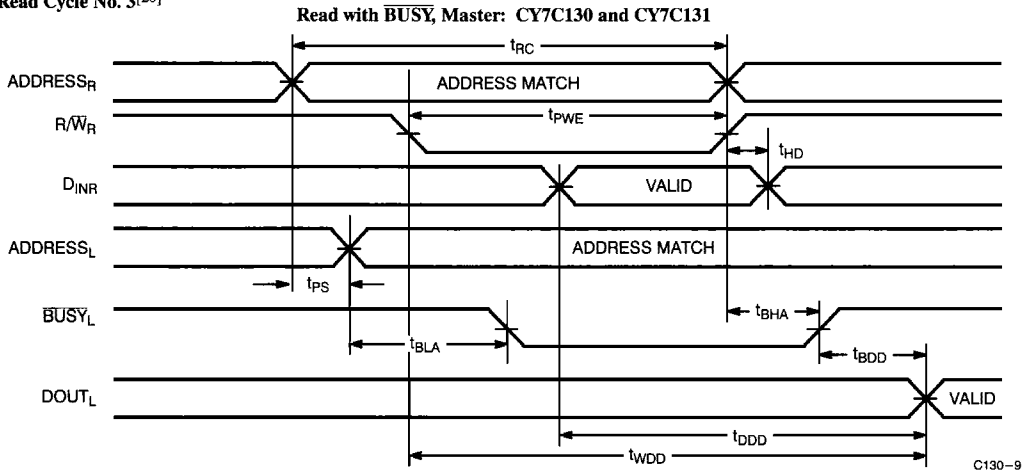 Read Cycle No. 3
Read with BUSY, Master: CY7C130 and CY7C131
tRC
ADDRESSR
ADDRESS MATCH
R/WR
tPWE
tHD
DINR
VALID
ADDRESSL
ADDRESS MATCH
tPS
BUSYL
tBHA
tBLA
tBDD
DOUTL
VALID
tDDD
tWDD
C130-9